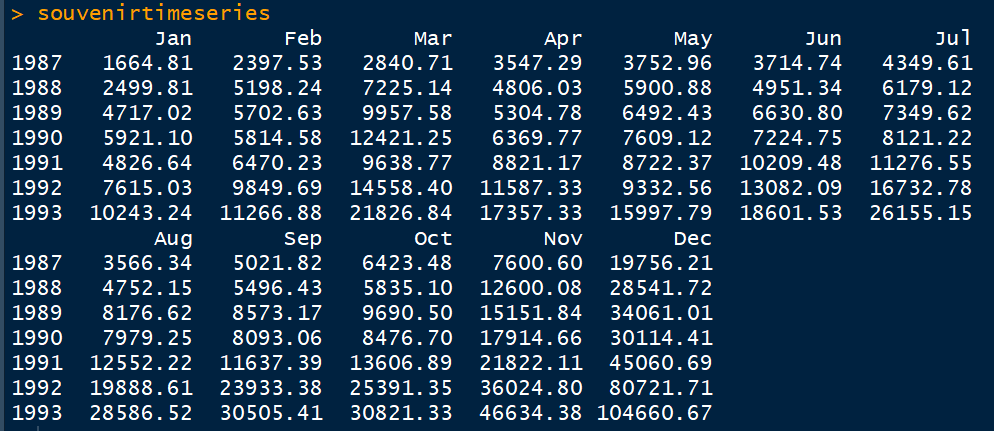 > souvenirtimeseries
Jan Feb Mar Apr May Jun Jul
1987 1664.81 2397.53 2840.71 3547.29 3752.96 3714.74 4349.61
1988 2499.81 5198.24 7225.14 4806.03 5900.88 4951.34 6179.12
1989 4717.02 5702.63 9957.58 5304.78 6492.43 6630.80 7349.62
1990 5921.10 5814.58 12421.25 6369.77 7609.12 7224.75 8121.22
1991 4826.64 6470.23 9638.77 8821.17 8722.37 10209.48 11276.55
1992 7615.03 9849.69 14558.40 11587.33 9332.56 13082.09 16732.78
1993 10243.24 11266.88 21826.84 17357.33 15997.79 18601.53 26155.15
Aug Sep Oct Nov Dec
1987 3566.34 5021.82 6423.48 7600.60 19756.21
1988 4752.15 5496.43 5835.10 12600.08 28541.72
1989 8176.62 8573.17 9690.50 15151.84 34061.01
1990 7979.25 8093.06 8476.70 17914.66 30114.41
1991 12552.22 11637.39 13606.89 21822.11 45060.69
1992 19888.61 23933.38 25391.35 36024.80 80721.71
1993 28586.52 30505.41 30821.33 46634.38 104660.67